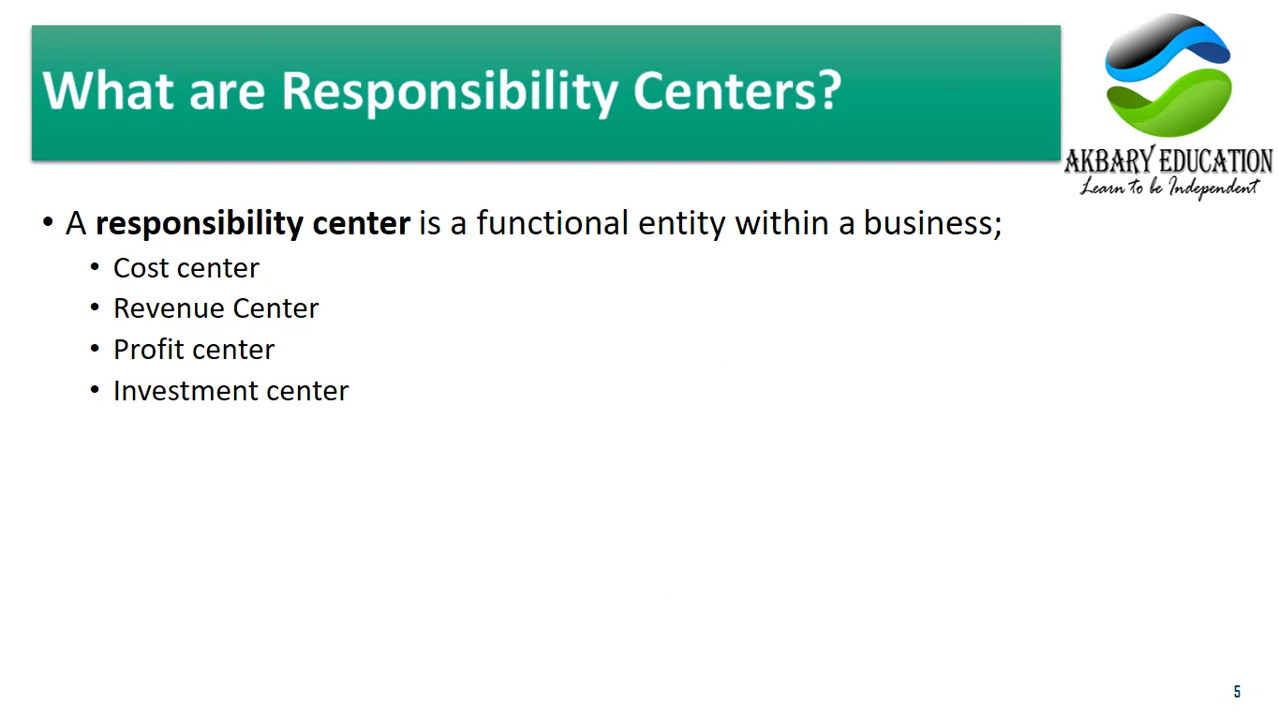 What are Responsibility Centers?
AKBARY EDUCATION
Learn to be Independent
• A responsibility center is a functional entity within a business;
• Cost center
• Revenue Center
• Profit center
• Investment center
5